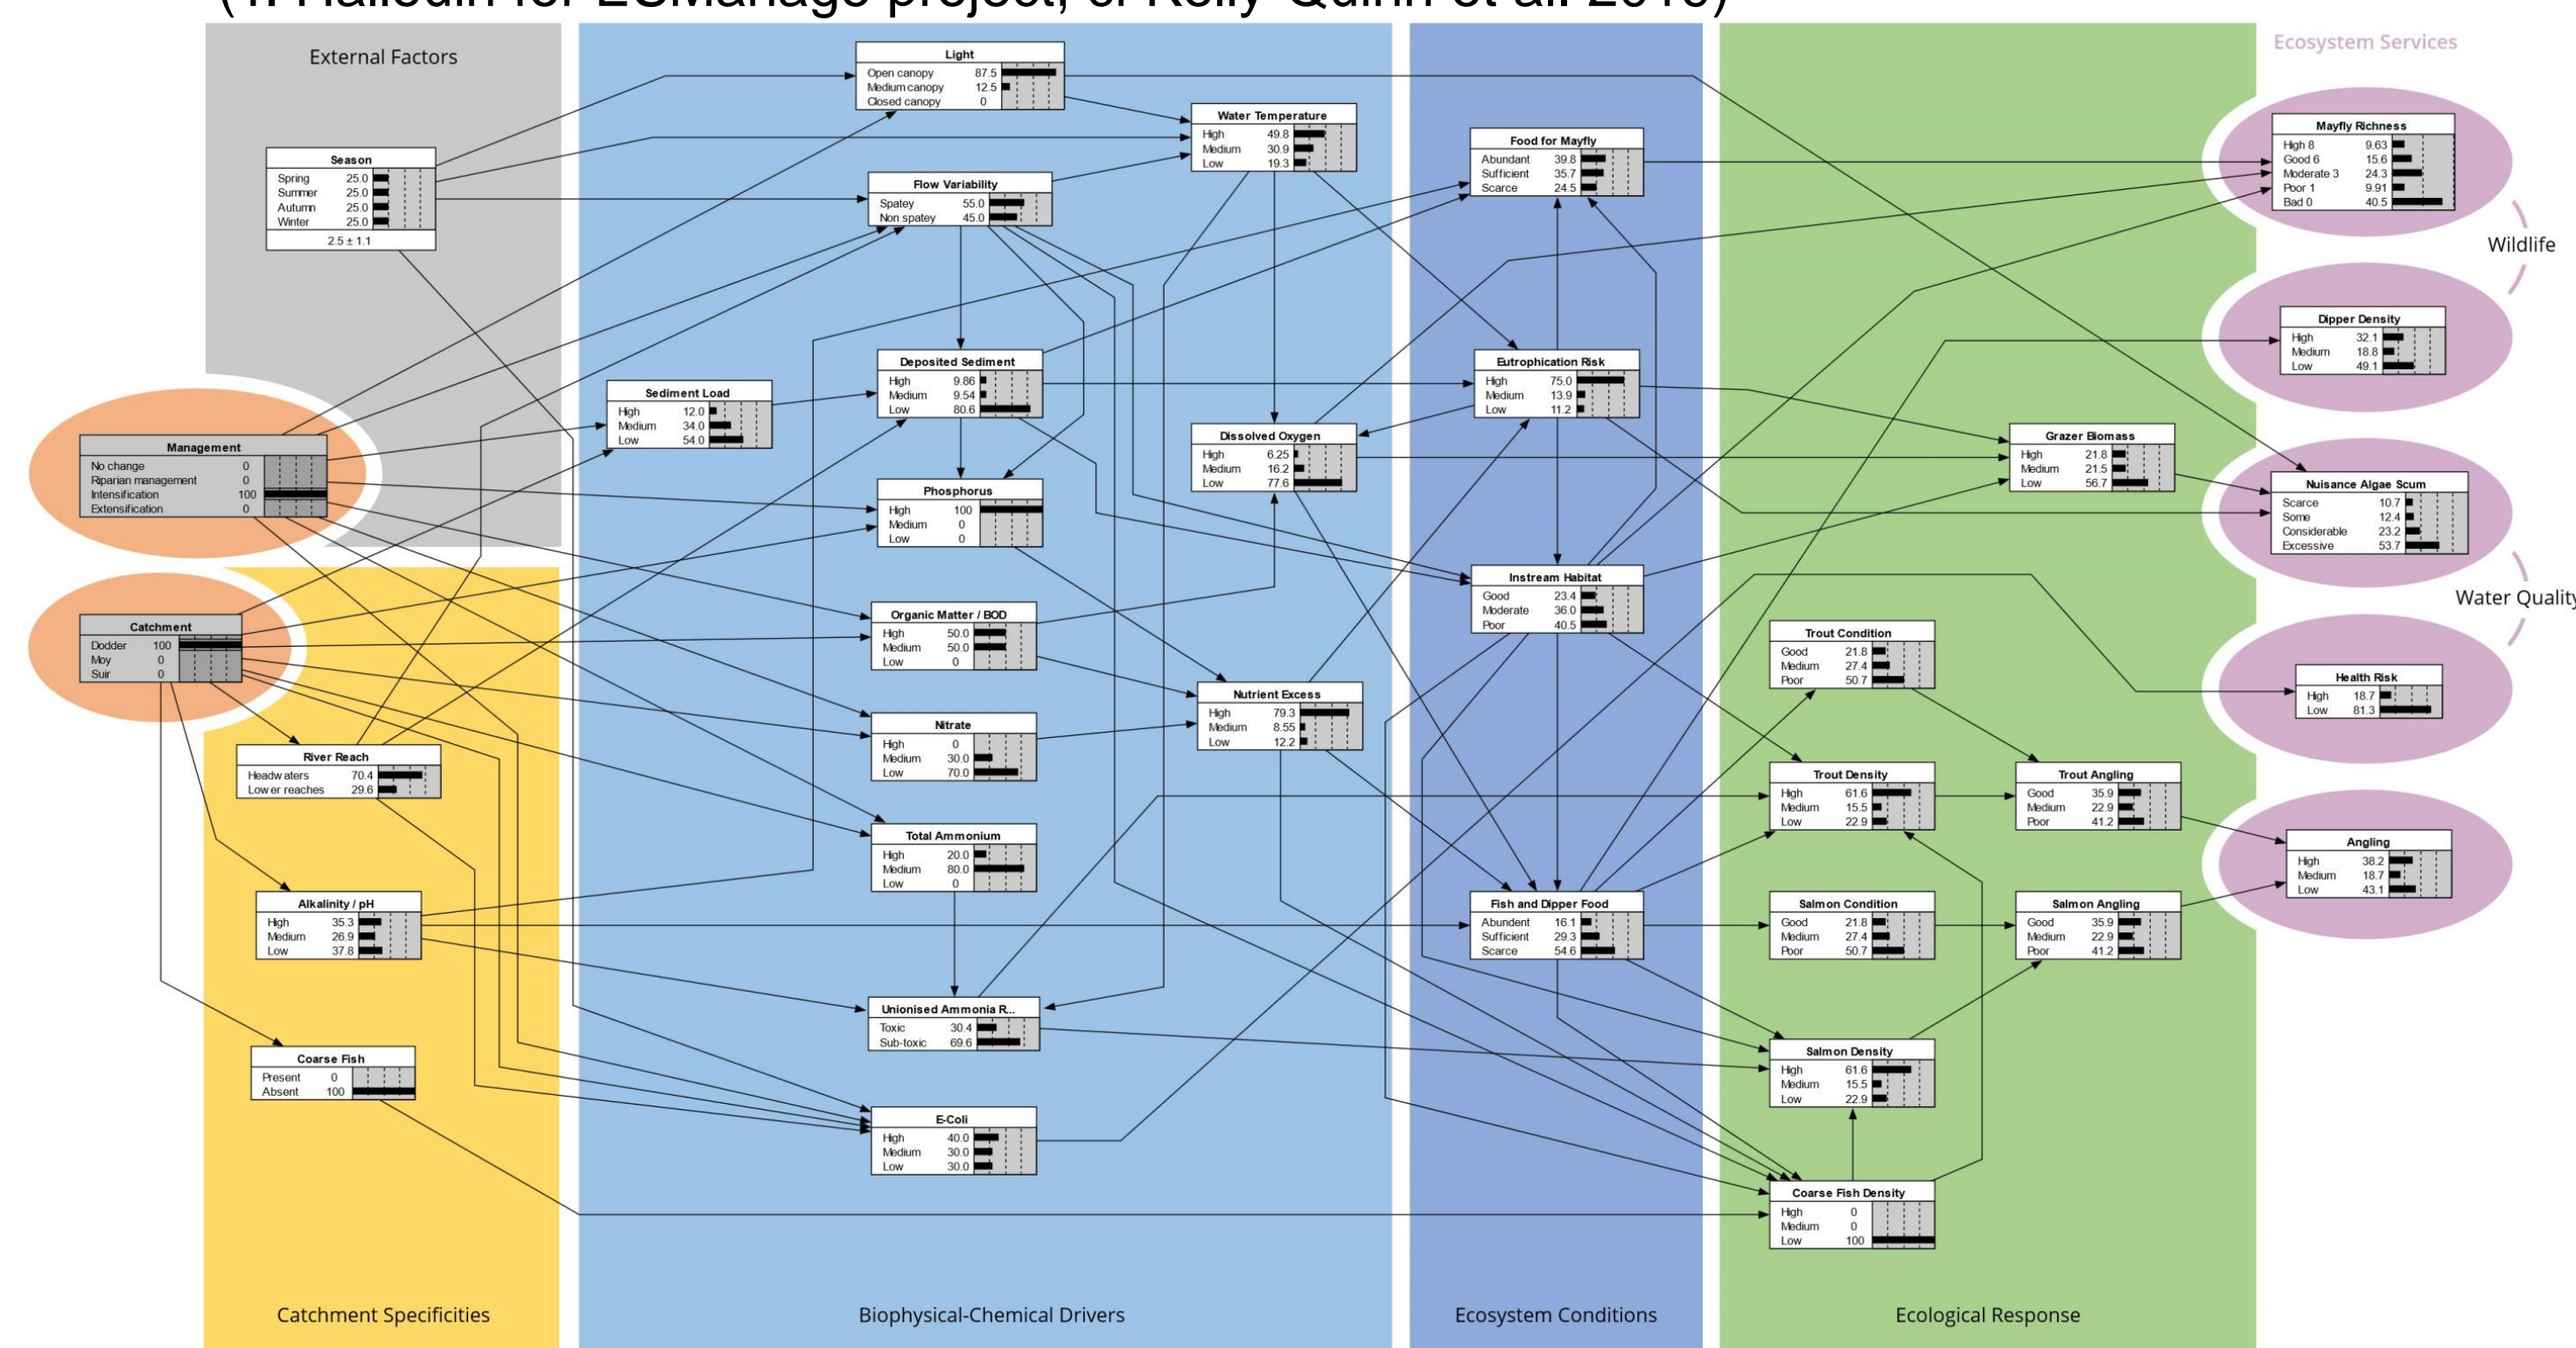 External Factors
Ecosystem Services
Light
Open canopy 87.5
Medium canopy 12.5
Closed canopy 0
Water Temperature
High 49.8
Medium 30.9
Low 19.3
Mayfly Richness
High 8 9.63
Good 6 15.6
Moderate 3 24.3
Poor 1 9.91
Bad 0 40.5
Food for Mayfly
Abundant 39.8
Sufficient 35.7
Scarce 24.5
Season
Spring 25.0
Summer 25.0
Autumn 25.0
Winter 25.0
2.5 ± 1.1
Flow Variability
Spatey 55.0
Non spatey 45.0
Wildlife
Dipper Density
High 32.1
Medium 18.8
Low 49.1
Deposited Sediment
High 9.86
Medium 9.54
Low 80.6
Eutrophication Risk
High 75.0
Medium 13.9
Low 11.2
Sediment Load
High 12.0
Medium 34.0
Low 54.0
Management
No change 0
Riparian management 0
Intensification 100
Extensification 0
Dissolved Oxygen
High 6.25
Medium 16.2
Low 77.6
Grazer Biomass
High 21.8
Medium 21.5
Low 56.7
Phosphorus
High 100
Medium 0
Low 0
Nuisance Algae Scum
Scarce 10.7
Some 12.4
Considerable 23.2
Excessive 53.7
Instream Habitat
Good 23.4
Moderate 36.0
Poor 40.5
Water Quality
Catchment
Dodder 100
Moy 0
Suir 0
Organic Matter / BOD
High 50.0
Medium 50.0
Low 0
Trout Condition
Good 21.8
Medium 27.4
Poor 50.7
Health Risk
High 18.7
Low 81.3
Nutrient Excess
High 79.3
Medium 8.55
Low 12.2
Nitrate
High 0
Medium 30.0
Low 70.0
River Reach
Headwaters 70.4
Lower reaches 29.6
Trout Density
High 61.6
Medium 15.5
Low 22.9
Trout Angling
Good 35.9
Medium 22.9
Poor 41.2
Total Ammonium
High 20.0
Medium 80.0
Low 0
Angling
High 38.2
Medium 18.7
Low 43.1
Alkalinity / pH
High 35.3
Medium 26.9
Low 37.8
Fish and Dipper Food
Abundent 16.1
Sufficient 29.3
Scarce 54.6
Salmon Condition
Good 21.8
Medium 27.4
Poor 50.7
Salmon Angling
Good 35.9
Medium 22.9
Poor 41.2
Unionised Ammonia R...
Toxic 30.4
Sub-toxic 69.6
Coarse Fish
Present 0
Absent 100
Salmon Density
High 61.6
Medium 15.5
Low 22.9
E-Coli
High 40.0
Medium 30.0
Low 30.0
Coarse Fish Density
High 0
Medium 0
Low 100
Catchment Specificities
Biophysical-Chemical Drivers
Ecosystem Conditions
Ecological Response